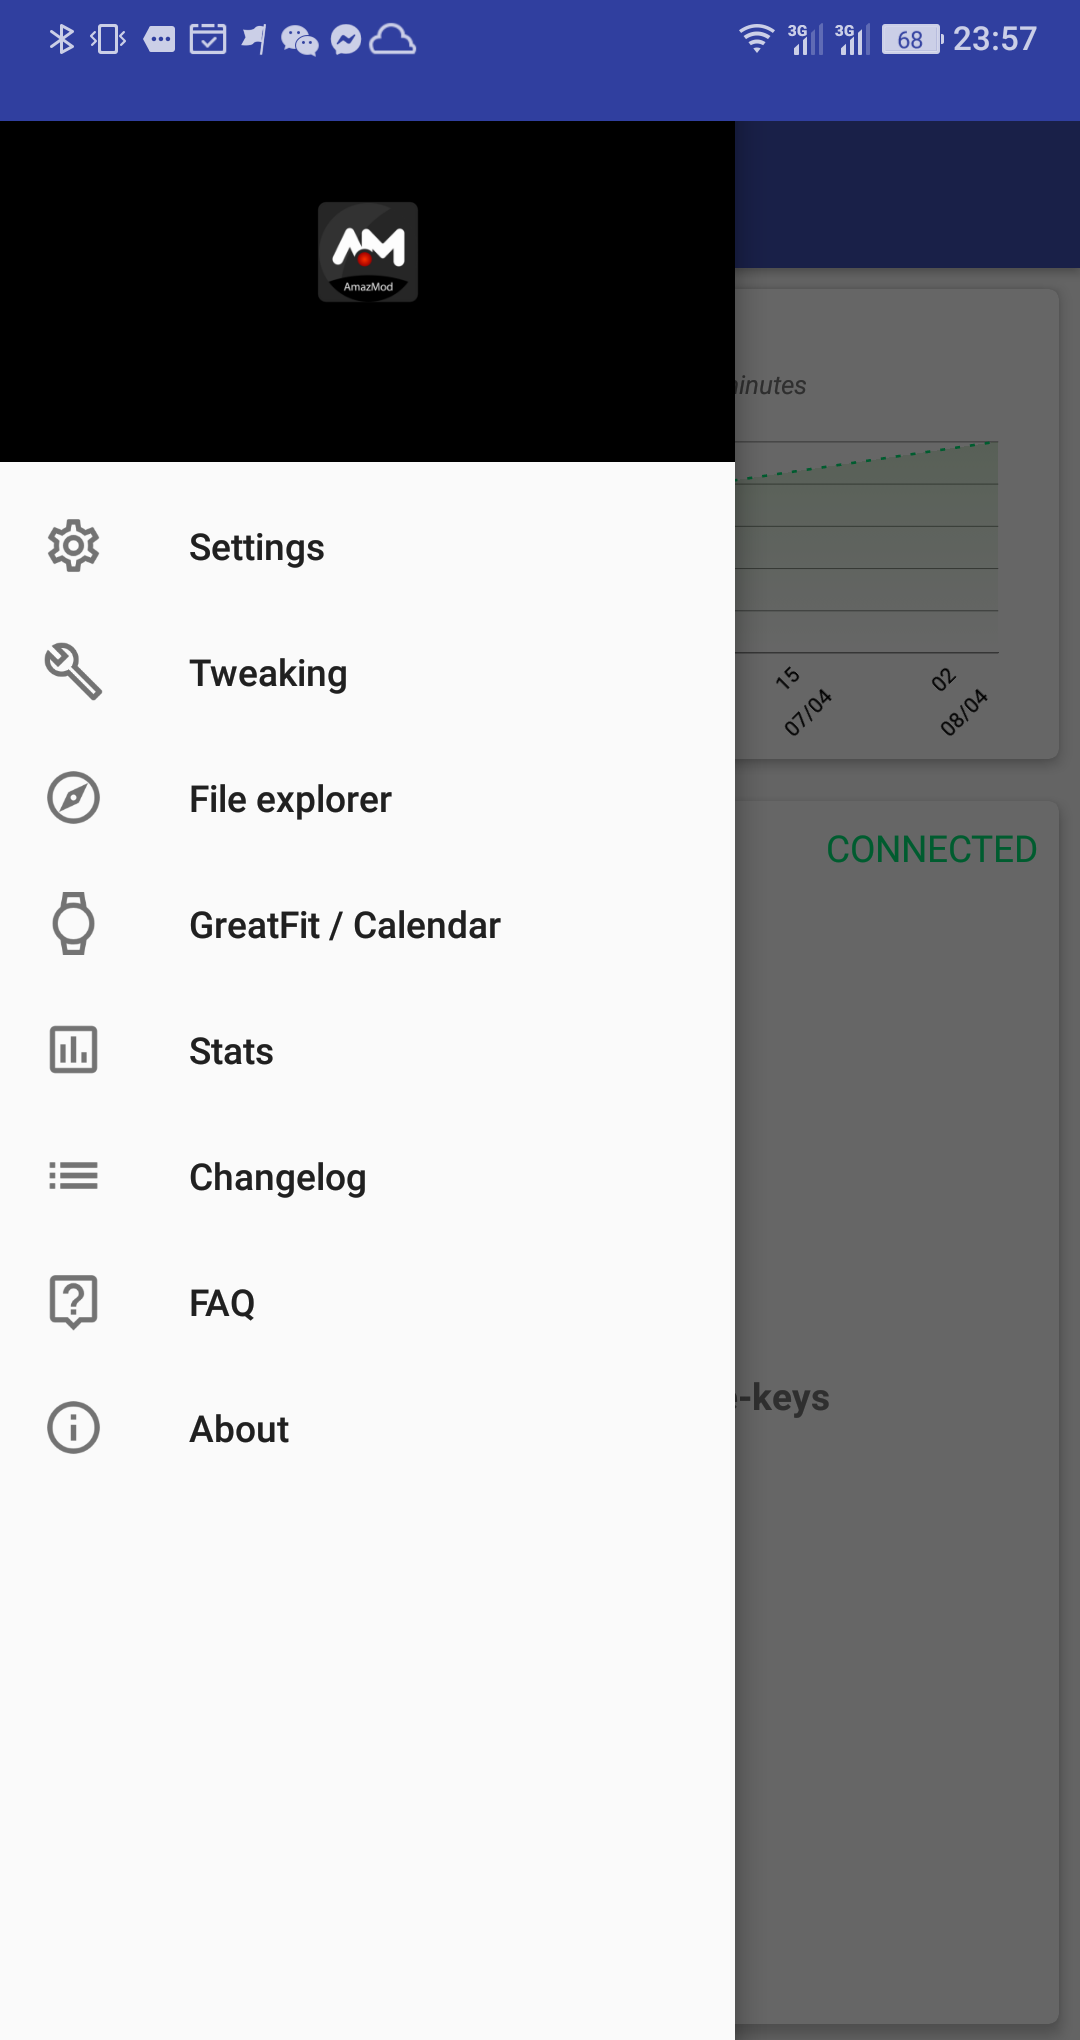 3G 3G 68 23:57
AM
AmazMod
Settings
Tweaking
File explorer
GreatFit / Calendar
Stats
Changelog
FAQ
About
inutes
15
07/04
02
08/04
CONNECTED
-keys